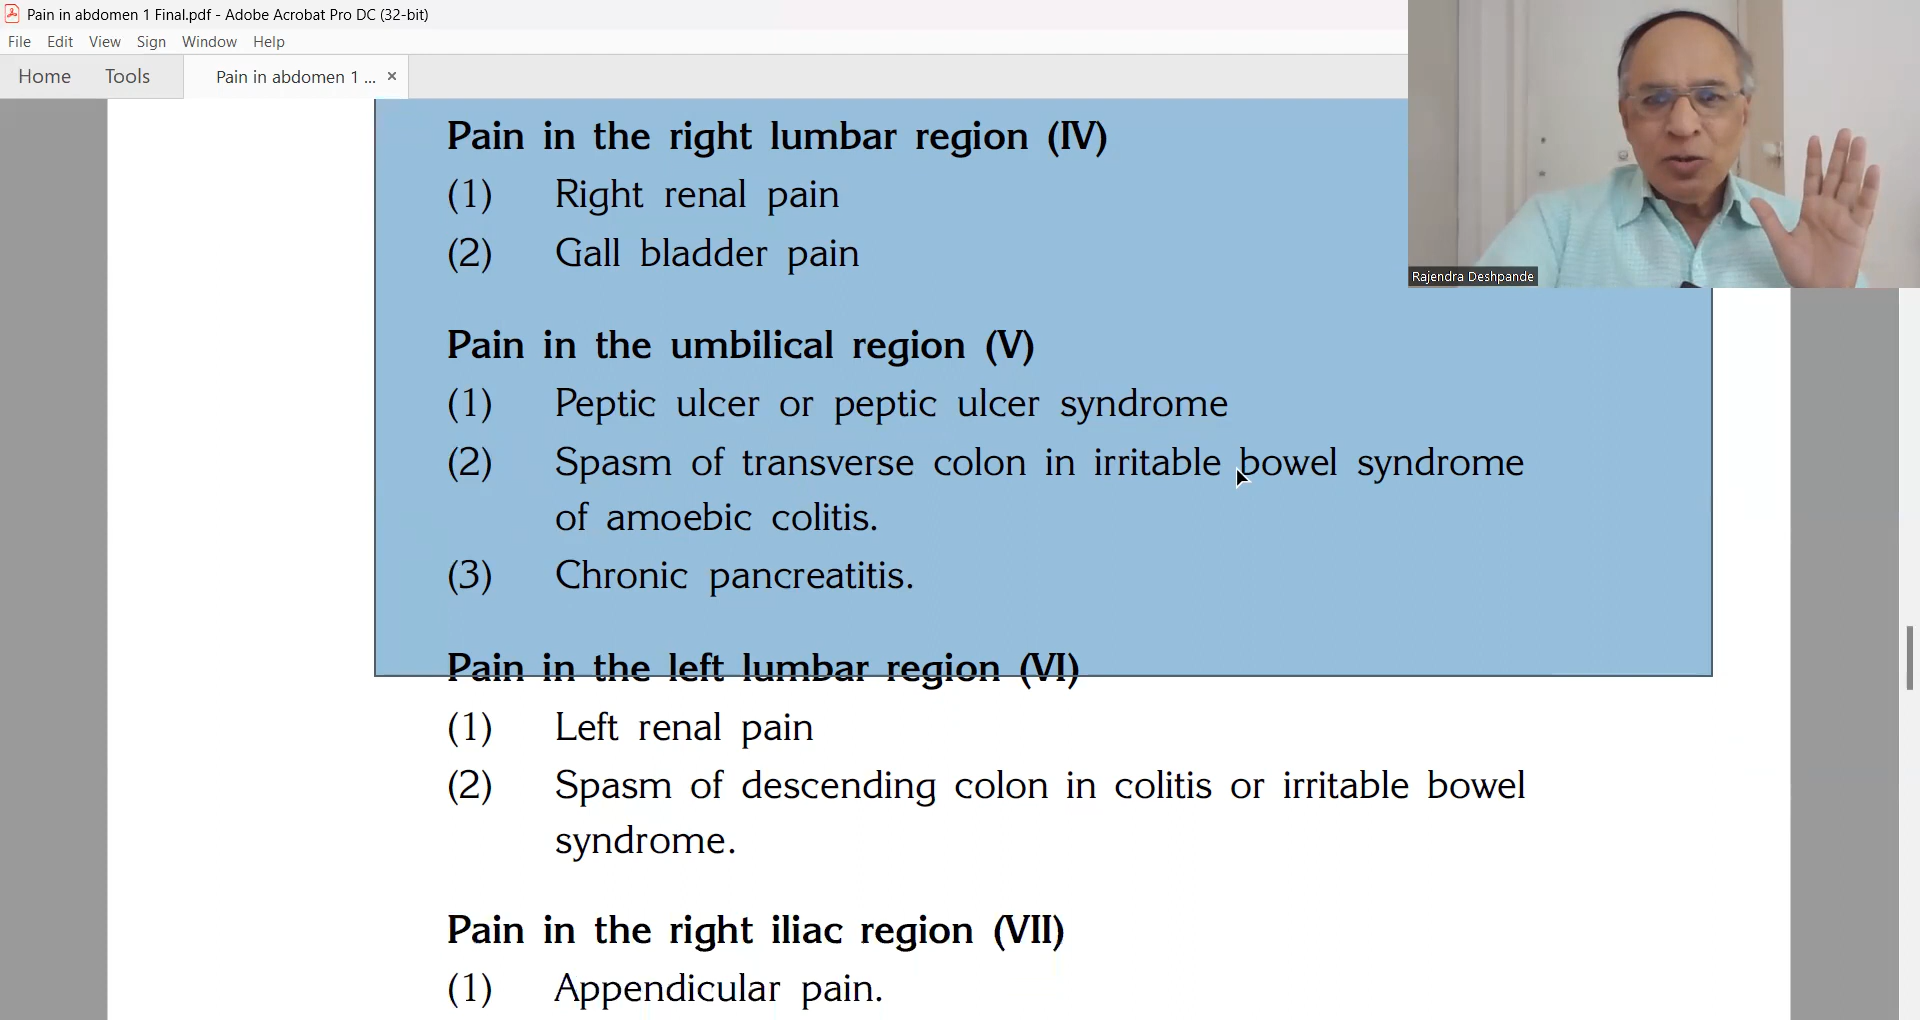 Pain in abdomen 1 Final.pdf - Adobe Acrobat Pro DC (32-bit)
File Edit View Sign Window Help
Home Tools Pain in abdomen 1 ... ×
Rajendra Deshpande
Pain in the right lumbar region (IV)
(1) Right renal pain
(2) Gall bladder pain
Pain in the umbilical region (V)
(1) Peptic ulcer or peptic ulcer syndrome
(2) Spasm of transverse colon in irritable bowel syndrome
of amoebic colitis.
(3) Chronic pancreatitis.
Pain in the left lumbar region (VI)
(1) Left renal pain
(2) Spasm of descending colon in colitis or irritable bowel
syndrome.
Pain in the right iliac region (VII)
(1) Appendicular pain.